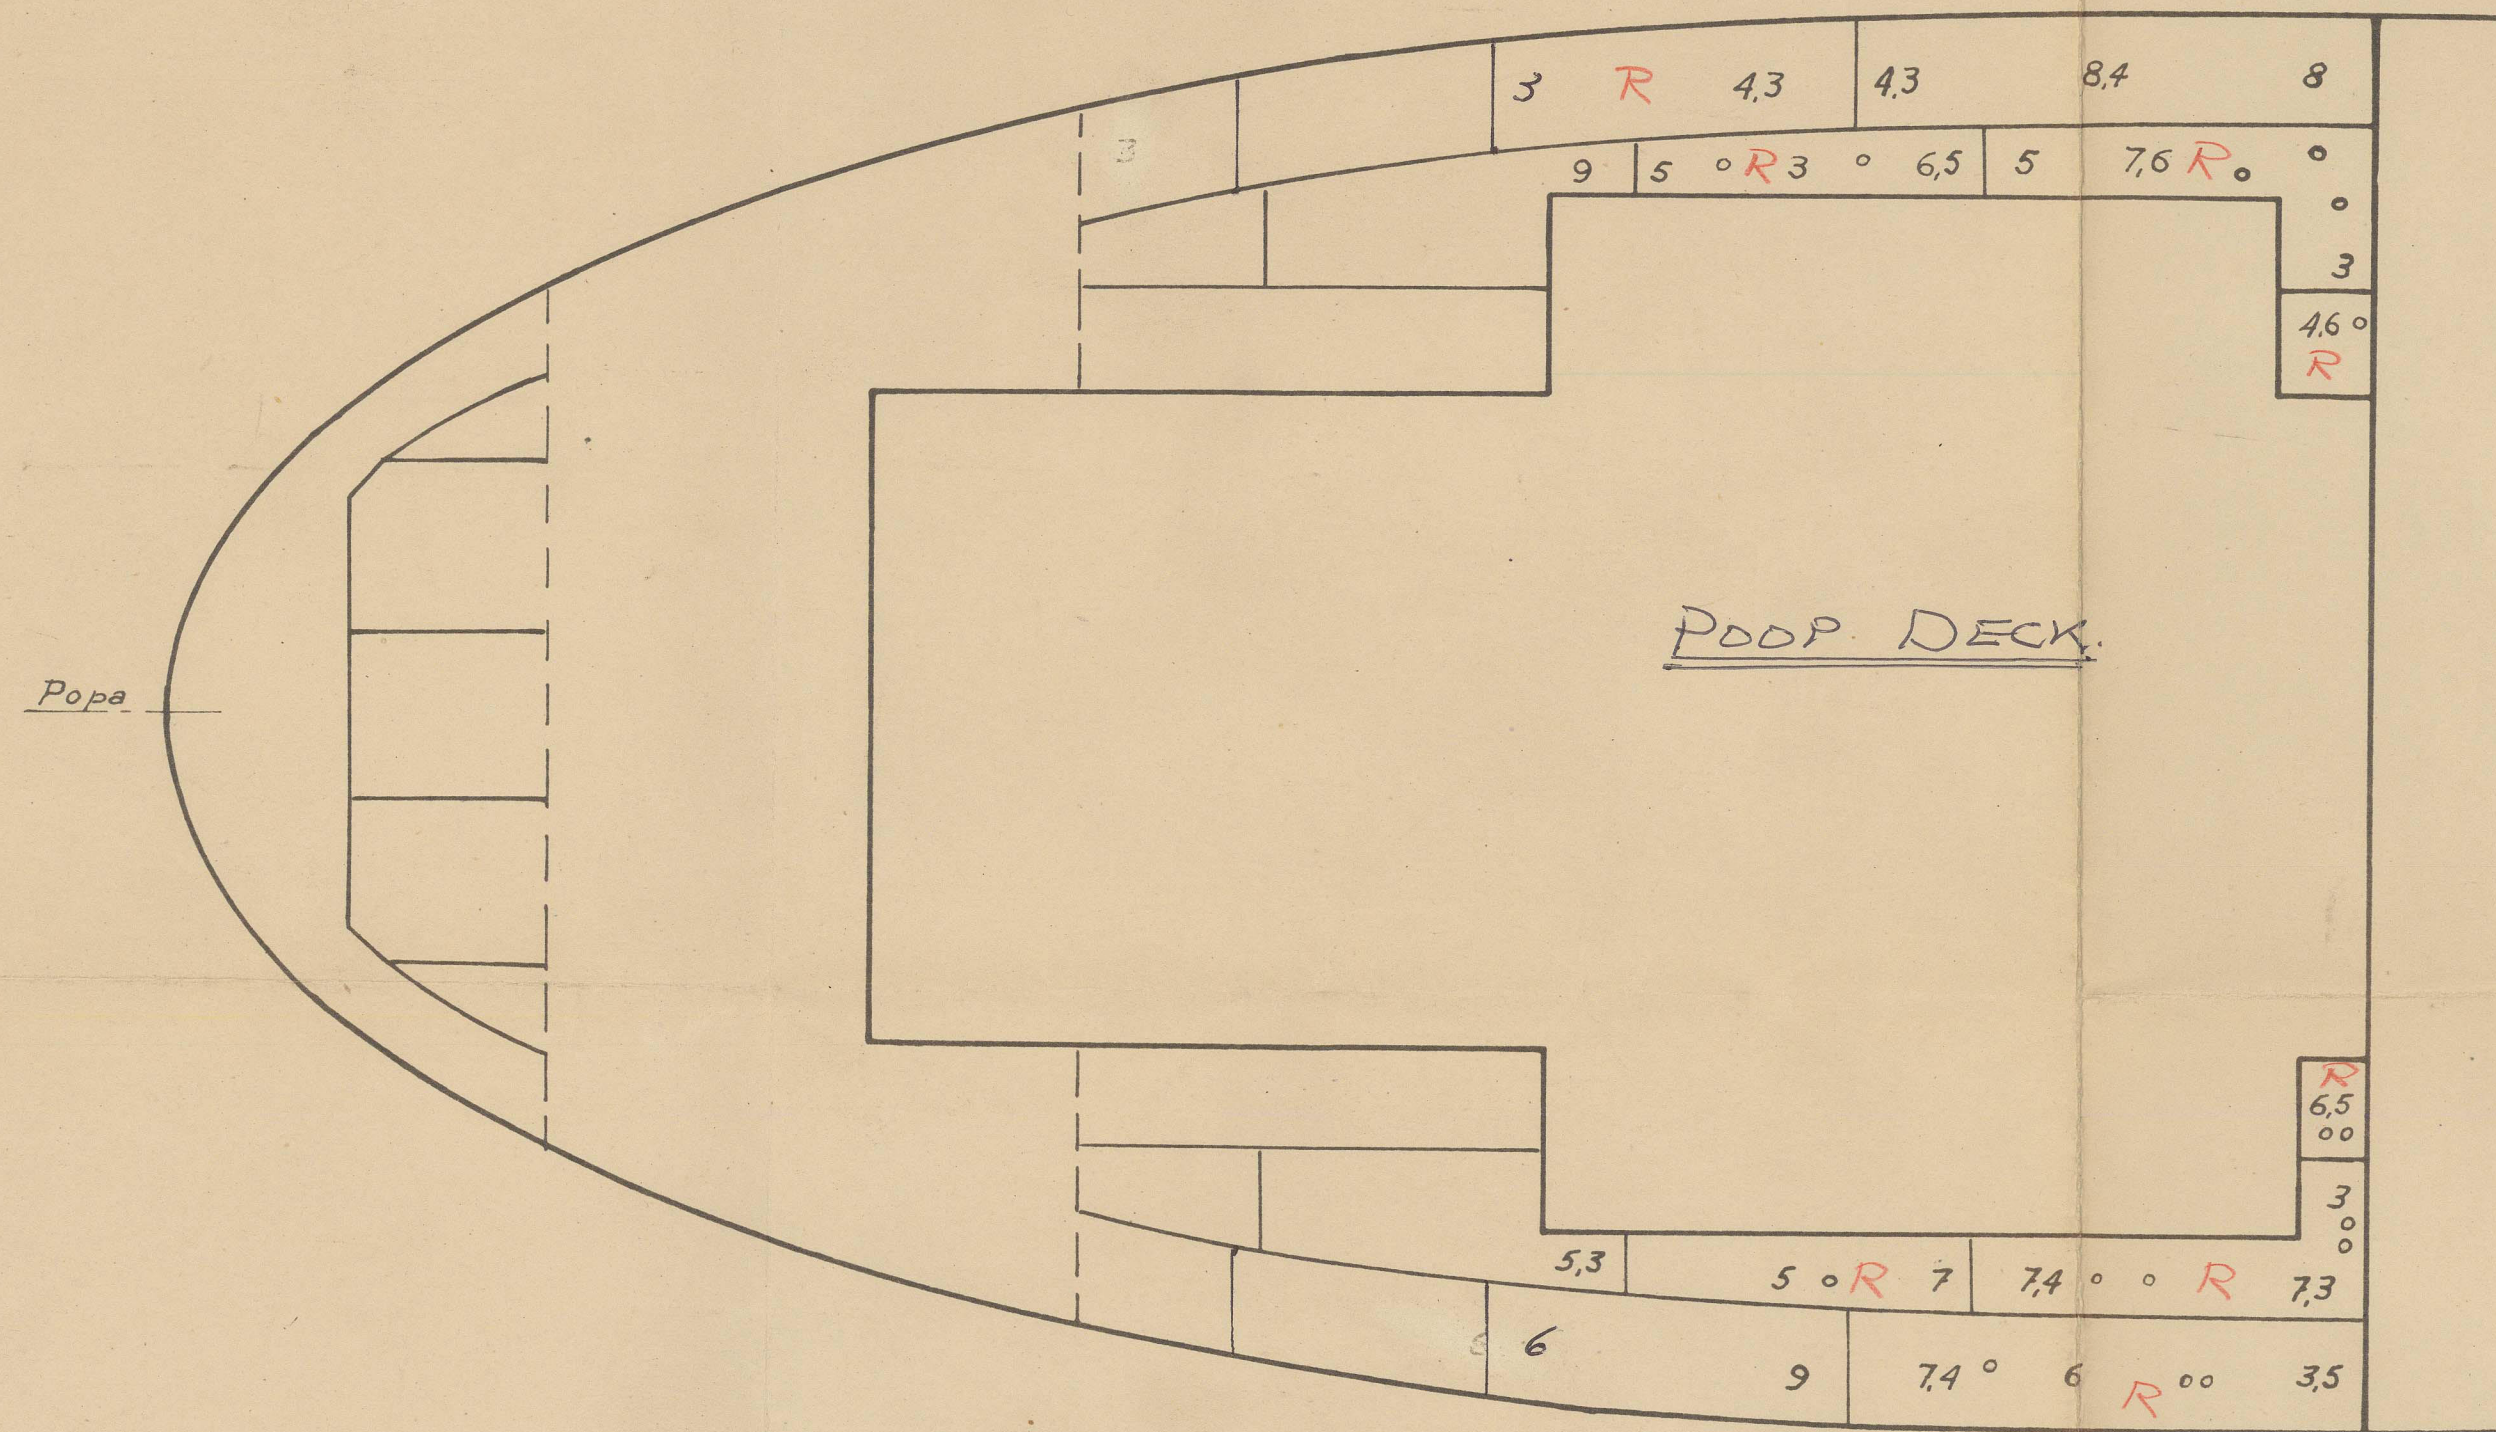 3 R 4,3 4,3 8,4 8
9 5 o R 3 o 6,5 5 7,6 R o o
o
3
4,6 o
R
POOP DECK.
Popa
R
6,5
o o
3
o
o
5,3 5 o R 7 7,4 o o R 7,3
6 9 7,4 o 6 R o o 3,5